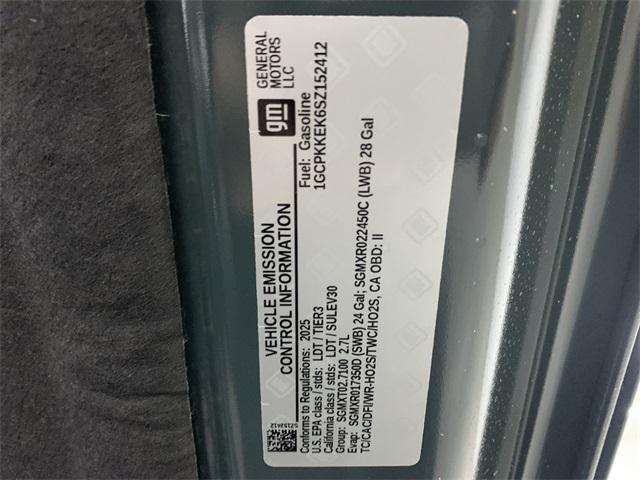 gm
GENERAL
MOTORS
LLC
Fuel: Gasoline
1GCPKKEK6SZ152412
VEHICLE EMISSION
CONTROL INFORMATION
Conforms to Regulations: 2025
U.S. EPA class / stds: LDT / TIER3
California class / stds: LDT / SULEV30
Group: SGMXT02.7100 2.7L
Evap: SGMXR017350D (SWB) 24 Gal; SGMXR022450C (LWB) 28 Gal
TC/CAC/DFI/WR-HO2S/TWC/HO2S, CA OBD: II
SZ152412